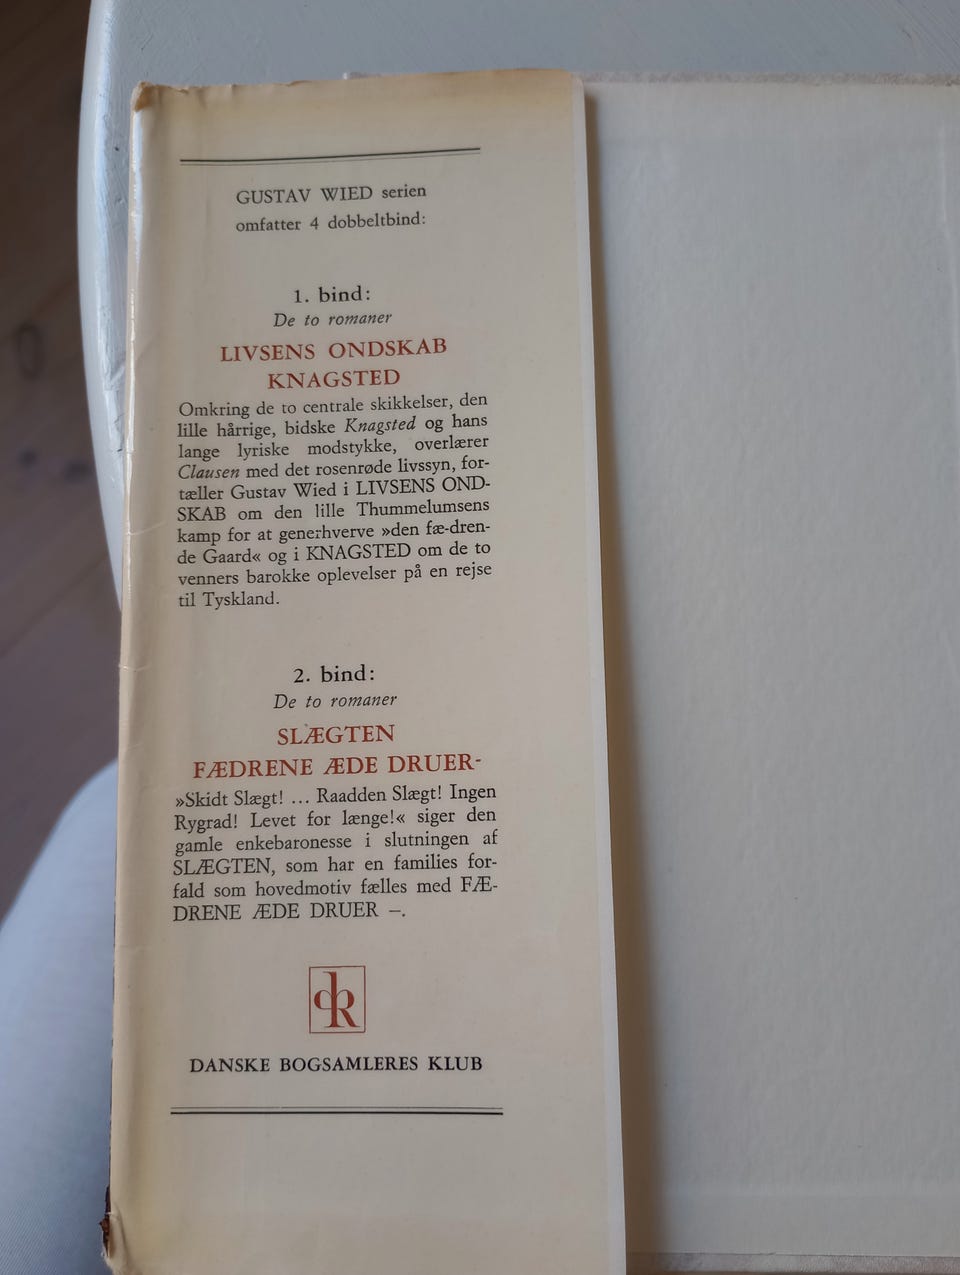 GUSTAV WIED serien
omfatter 4 dobbeltbind:
1. bind:
De to romaner
LIVSENS ONDSKAB
KNAGSTED
Omkring de to centrale skikkelser, den
lille hårrige, bidske Knagsted og hans
lange lyriske modstykke, overlærer
Clausen med det rosenrøde livssyn, for-
tæller Gustav Wied i LIVSENS OND-
SKAB om den lille Thummelumsens
kamp for at generhverve »den fæ-dren-
de Gaard« og i KNAGSTED om de to
venners barokke oplevelser på en rejse
til Tyskland.
2. bind:
De to romaner
SLÆGTEN
FÆDRENE ÆDE DRUER-
»Skidt Slægt! ... Raadden Slægt! Ingen
Rygrad! Levet for længe!« siger den
gamle enkebaronesse i slutningen af
SLÆGTEN, som har en families for-
fald som hovedmotiv fælles med FÆ-
DRENE ÆDE DRUER –.
dbR
DANSKE BOGSAMLERES KLUB